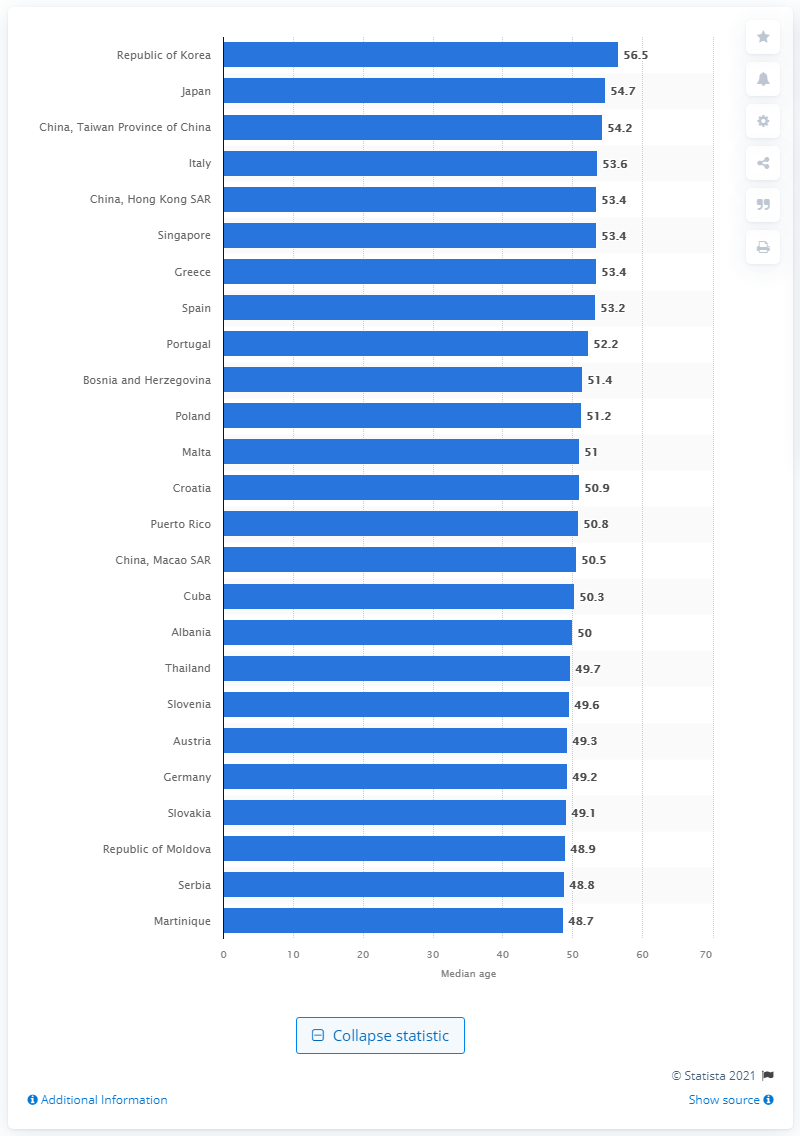 Republic of Korea 56.5
Japan 54.7
China, Taiwan Province of China 54.2
Italy 53.6
China, Hong Kong SAR 53.4
Singapore 53.4
Greece 53.4
Spain 53.2
Portugal 52.2
Bosnia and Herzegovina 51.4
Poland 51.2
Malta 51
Croatia 50.9
Puerto Rico 50.8
China, Macao SAR 50.5
Cuba 50.3
Albania 50
Thailand 49.7
Slovenia 49.6
Austria 49.3
Germany 49.2
Slovakia 49.1
Republic of Moldova 48.9
Serbia 48.8
Martinique 48.7
0 10 20 30 40 50 60 70
Median age
Collapse statistic
© Statista 2021
Additional Information Show source